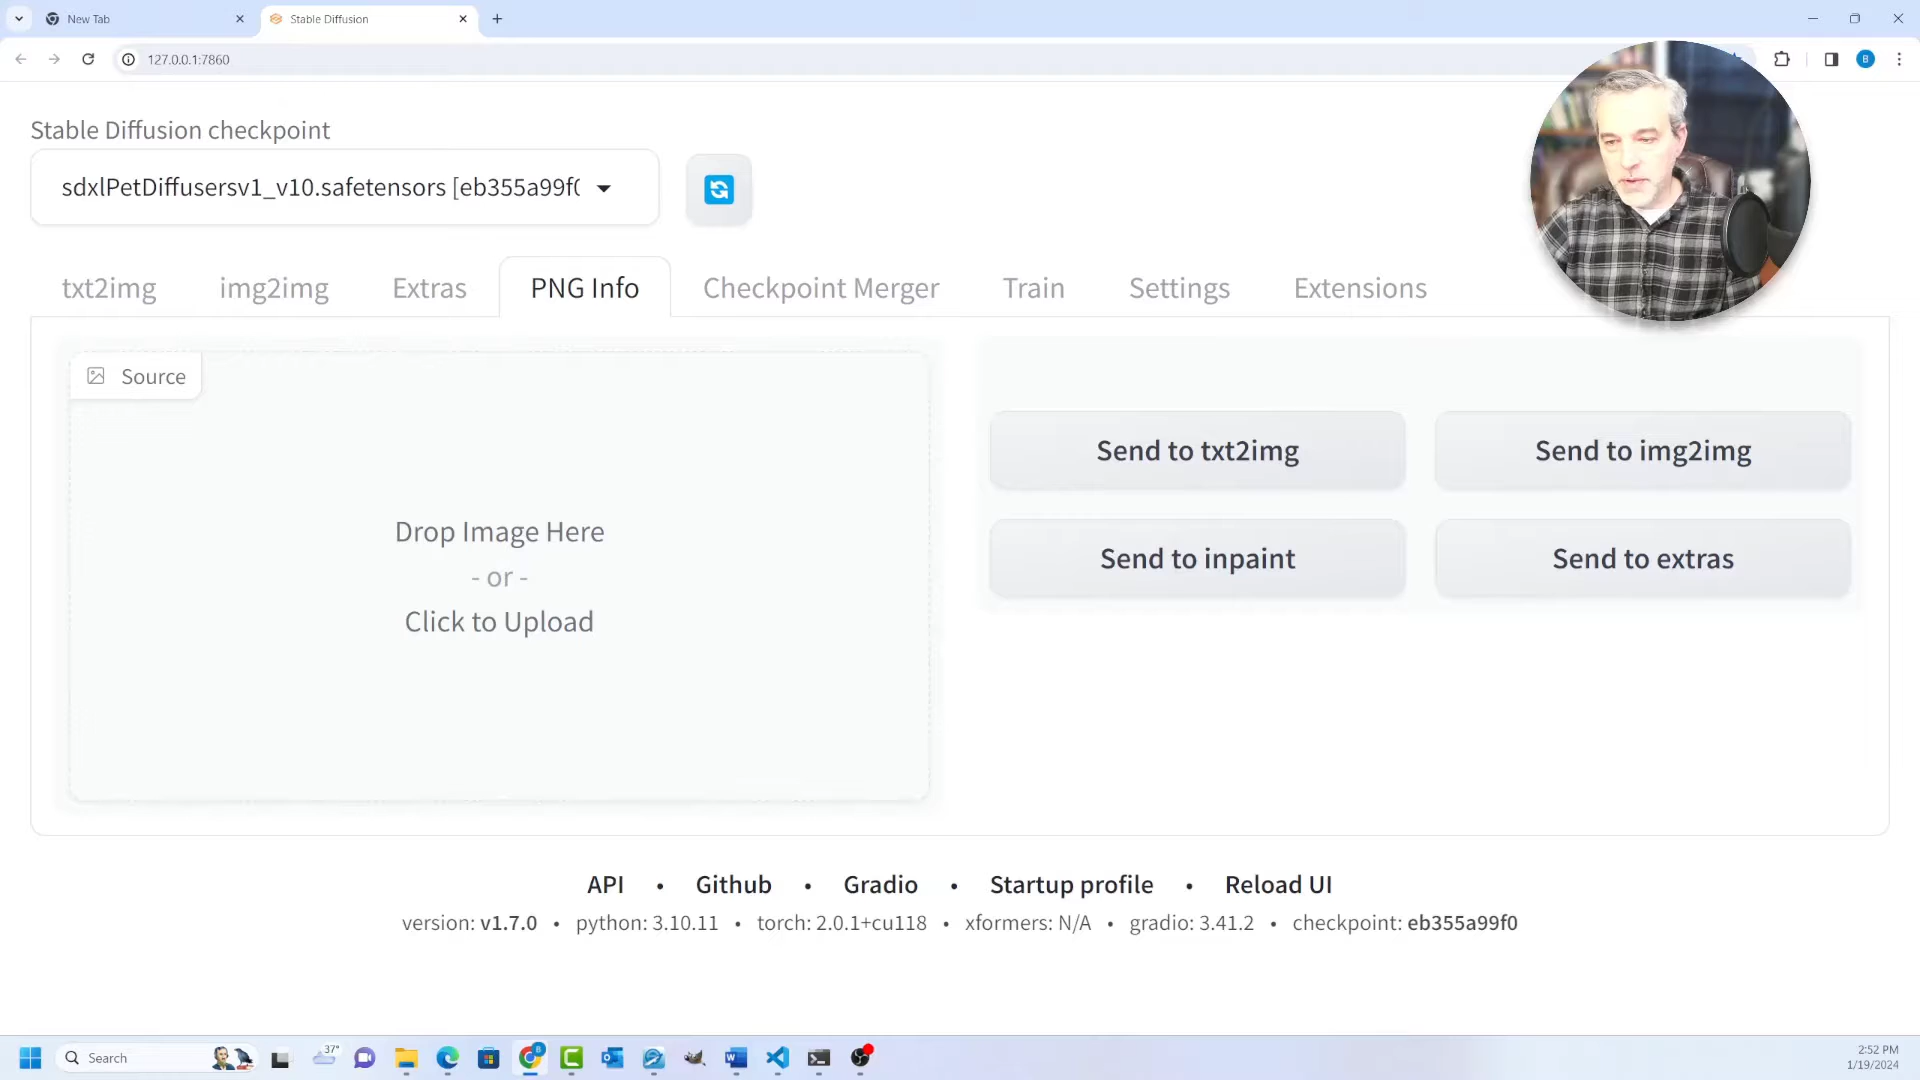 New Tab
Stable Diffusion
127.0.0.1:7860
B
Stable Diffusion checkpoint
sdxlPetDiffusersv1_v10.safetensors [eb355a99f(
txt2img
img2img
Extras
PNG Info
Checkpoint Merger
Train
Settings
Extensions
Source
Drop Image Here
- or -
Click to Upload
Send to txt2img
Send to img2img
Send to inpaint
Send to extras
API • Github • Gradio • Startup profile • Reload UI
version: v1.7.0 • python: 3.10.11 • torch: 2.0.1+cu118 • xformers: N/A • gradio: 3.41.2 • checkpoint: eb355a99f0
Search
37°
2:52 PM
1/19/2024